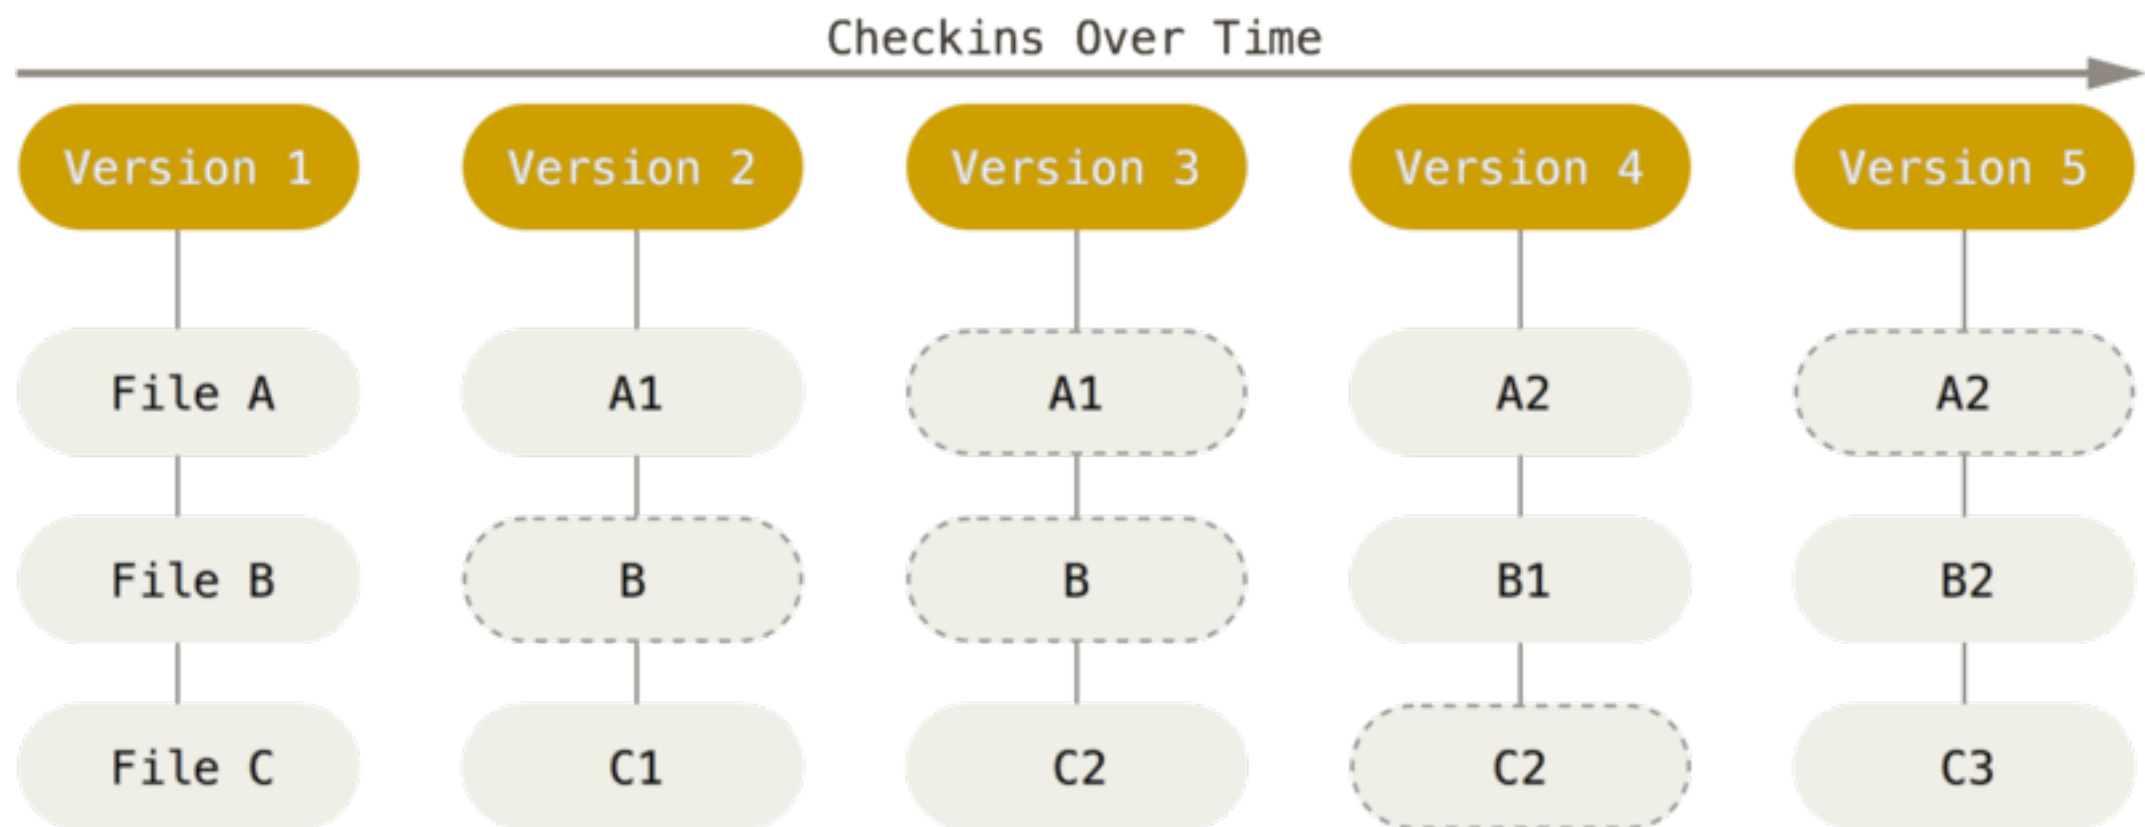 Checkins Over Time
Version 1 Version 2 Version 3 Version 4 Version 5
File A A1 A1 A2 A2
File B B B B1 B2
File C C1 C2 C2 C3